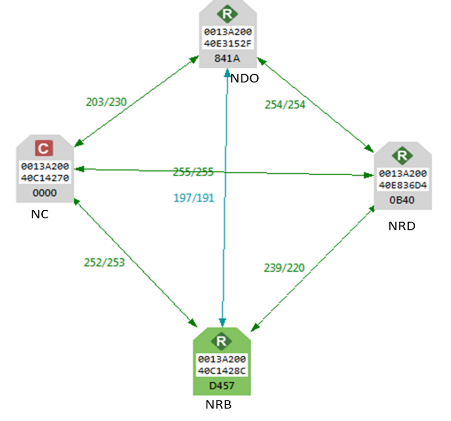 R
0013A200
40E3152F
841A
NDO
203/230
254/254
C
0013A200
40C14270
0000
NC
255/255
197/191
R
0013A200
40E836D4
0B40
NRD
252/253
239/220
R
0013A200
40C1428C
D457
NRB